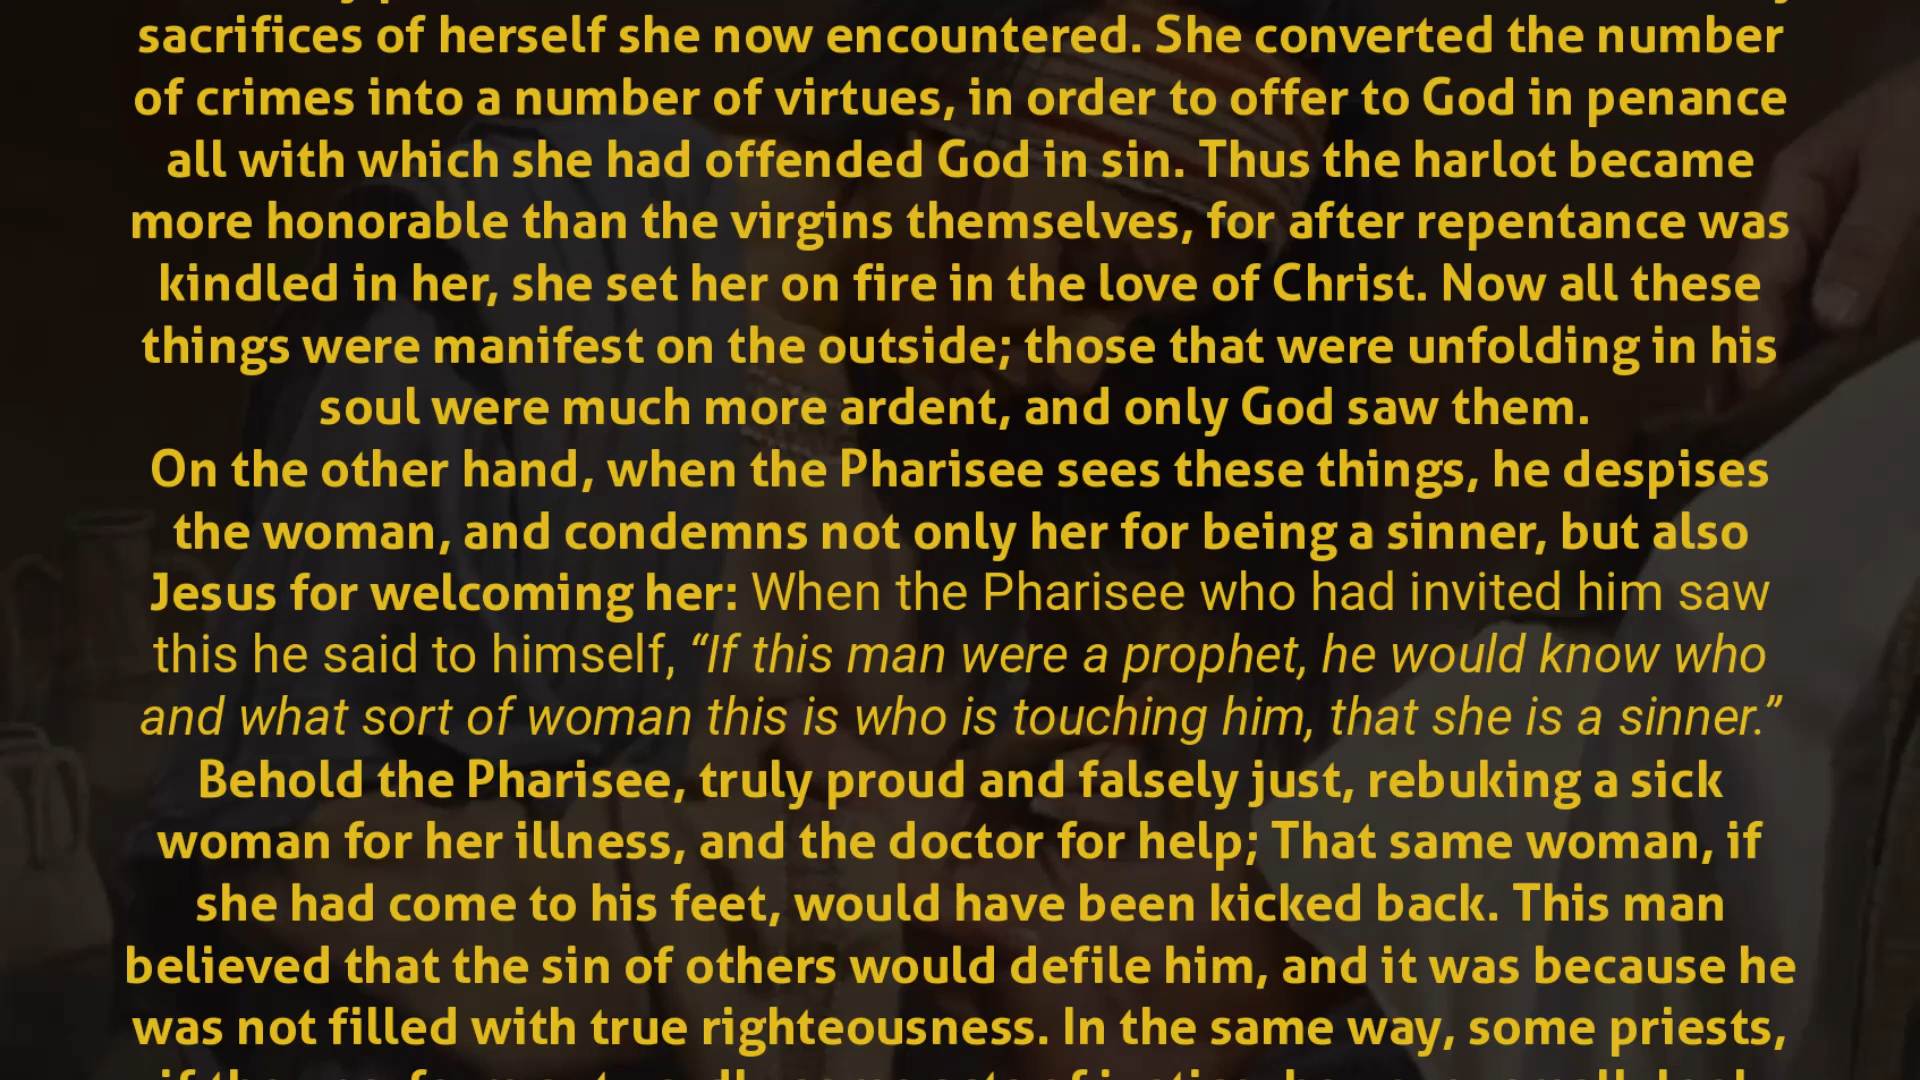 sacrifices of herself she now encountered. She converted the number
of crimes into a number of virtues, in order to offer to God in penance
all with which she had offended God in sin. Thus the harlot became
more honorable than the virgins themselves, for after repentance was
kindled in her, she set her on fire in the love of Christ. Now all these
things were manifest on the outside; those that were unfolding in his
soul were much more ardent, and only God saw them.
On the other hand, when the Pharisee sees these things, he despises
the woman, and condemns not only her for being a sinner, but also
Jesus for welcoming her: When the Pharisee who had invited him saw
this he said to himself, “If this man were a prophet, he would know who
and what sort of woman this is who is touching him, that she is a sinner.”
Behold the Pharisee, truly proud and falsely just, rebuking a sick
woman for her illness, and the doctor for help; That same woman, if
she had come to his feet, would have been kicked back. This man
believed that the sin of others would defile him, and it was because he
was not filled with true righteousness. In the same way, some priests,